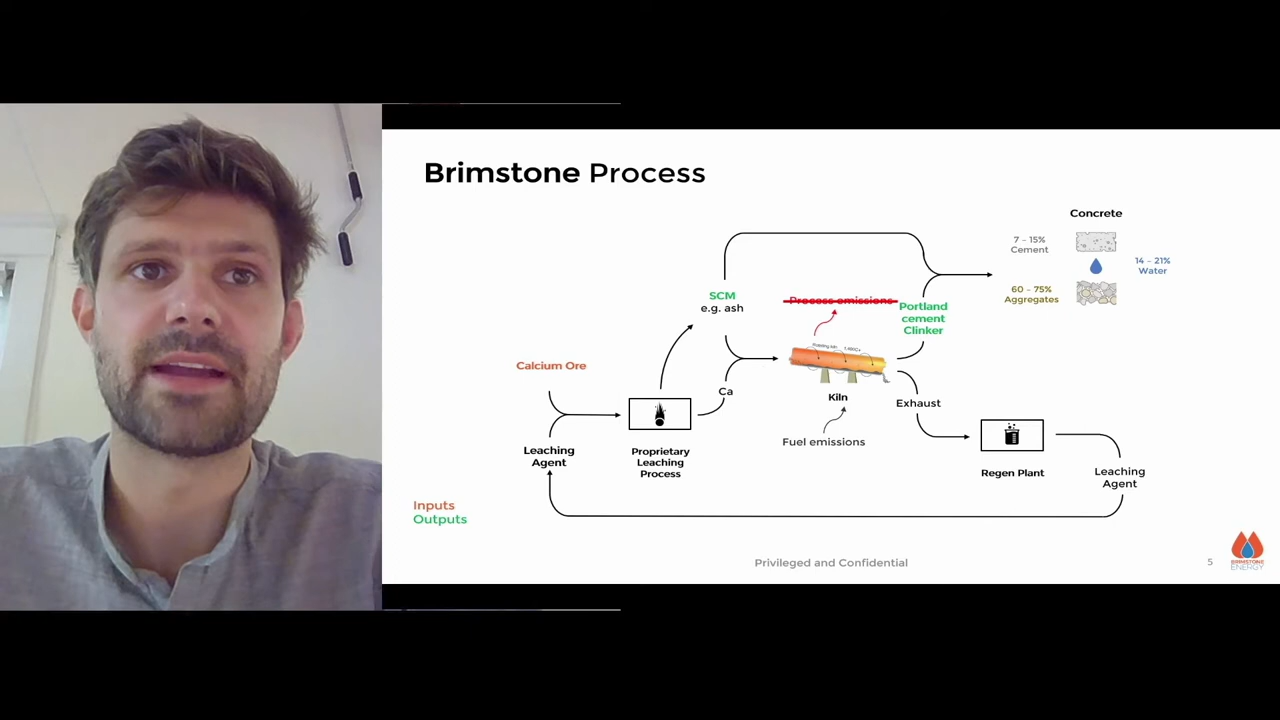 Brimstone Process
Concrete
7 – 15%
Cement
14 – 21%
Water
60 – 75%
Aggregates
SCM
e.g. ash
Process emissions
Portland
cement
Clinker
Calcium Ore
Ca
Kiln
Exhaust
Fuel emissions
Leaching
Agent
Proprietary
Leaching
Process
Regen Plant
Leaching
Agent
Inputs
Outputs
Privileged and Confidential
5
BRIMSTONE
ENERGY